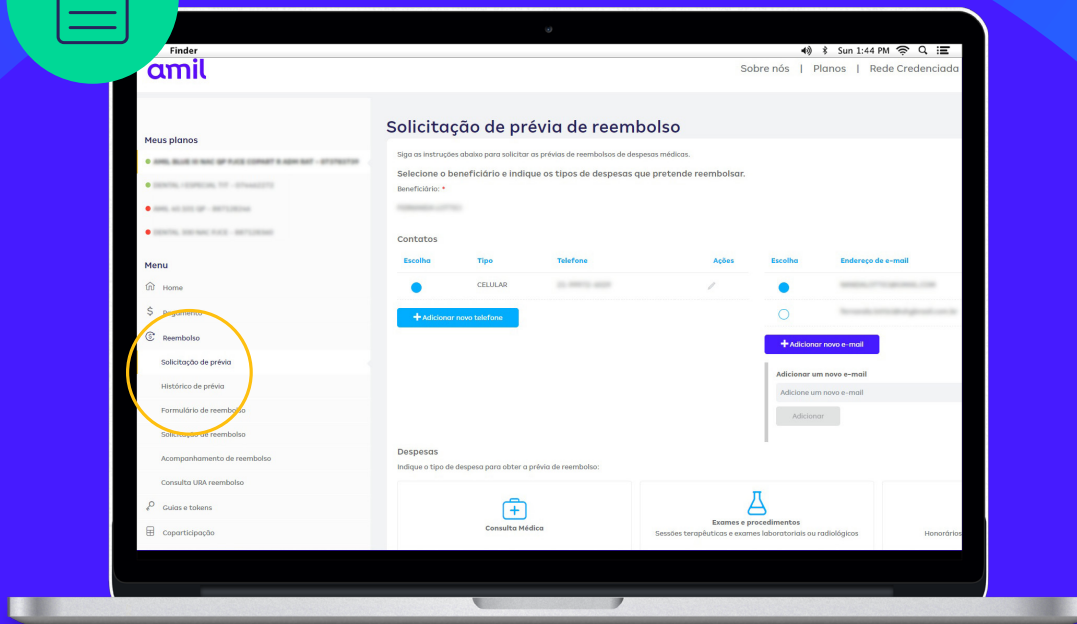 Finder
Sun 1:44 PM
amil
Sobre nós | Planos | Rede Credenciada
Meus planos
Menu
Home
Pagamento
Reembolso
Solicitação de prévia
Histórico de prévia
Formulário de reembolso
Solicitação de reembolso
Acompanhamento de reembolso
Consulta URA reembolso
Guias e tokens
Coparticipação
Solicitação de prévia de reembolso
Siga as instruções abaixo para solicitar as prévias de reembolsos de despesas médicas.
Selecione o beneficiário e indique os tipos de despesas que pretende reembolsar.
Beneficiário: *
Contatos
Escolha Tipo Telefone Ações Escolha Endereço de e-mail
CELULAR
+Adicionar novo telefone
+Adicionar novo e-mail
Adicionar um novo e-mail
Adicione um novo e-mail
Adicionar
Despesas
Indique o tipo de despesa para obter a prévia de reembolso:
Consulta Médica
Exames e procedimentos
Sessões terapêuticas e exames laboratoriais ou radiológicos
Honorários